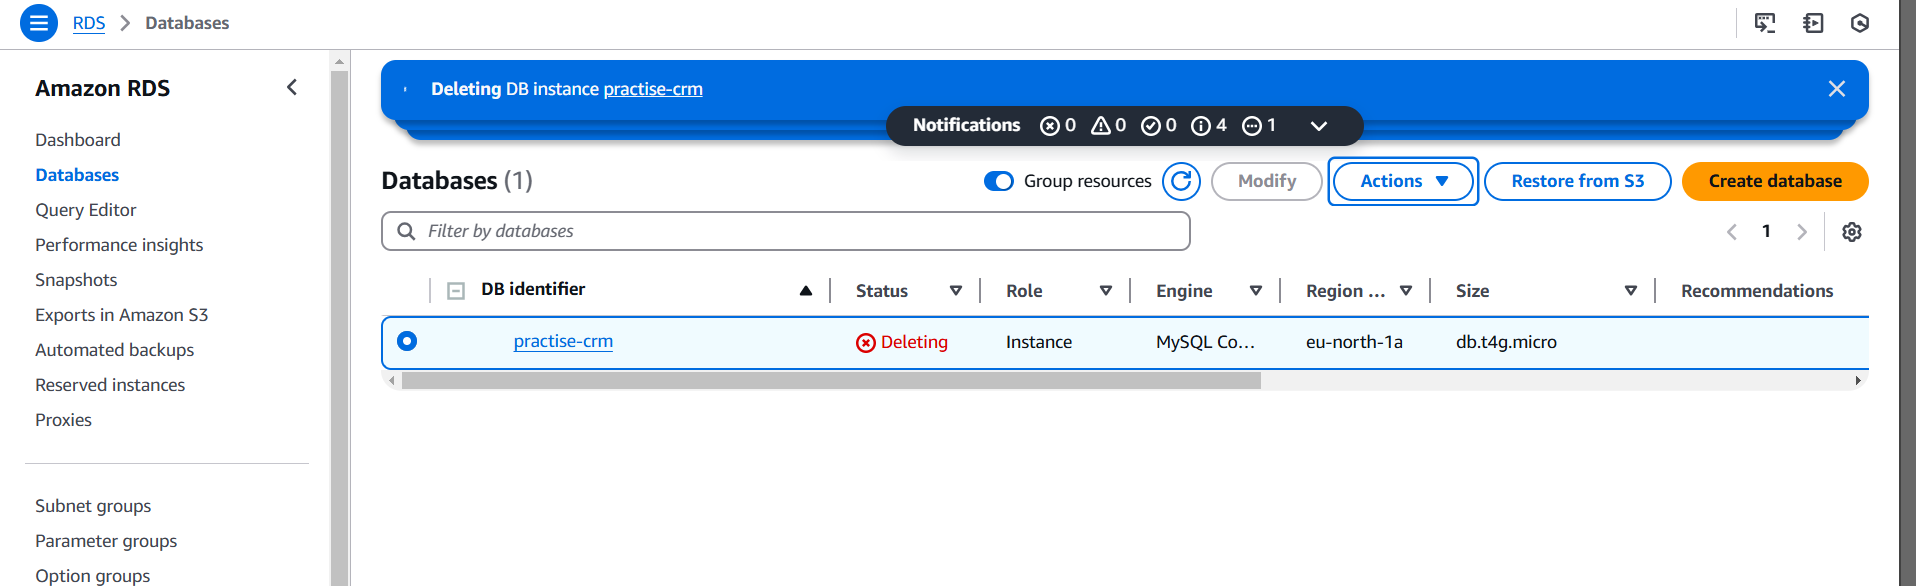 RDS > Databases
Amazon RDS
Dashboard
Databases
Query Editor
Performance insights
Snapshots
Exports in Amazon S3
Automated backups
Reserved instances
Proxies
Subnet groups
Parameter groups
Option groups
Deleting DB instance practise-crm
Notifications 0 0 0 4 1
Databases (1)
Group resources Modify Actions Restore from S3 Create database
Filter by databases
1
DB identifier Status Role Engine Region ... Size Recommendations
practise-crm Deleting Instance MySQL Co... eu-north-1a db.t4g.micro